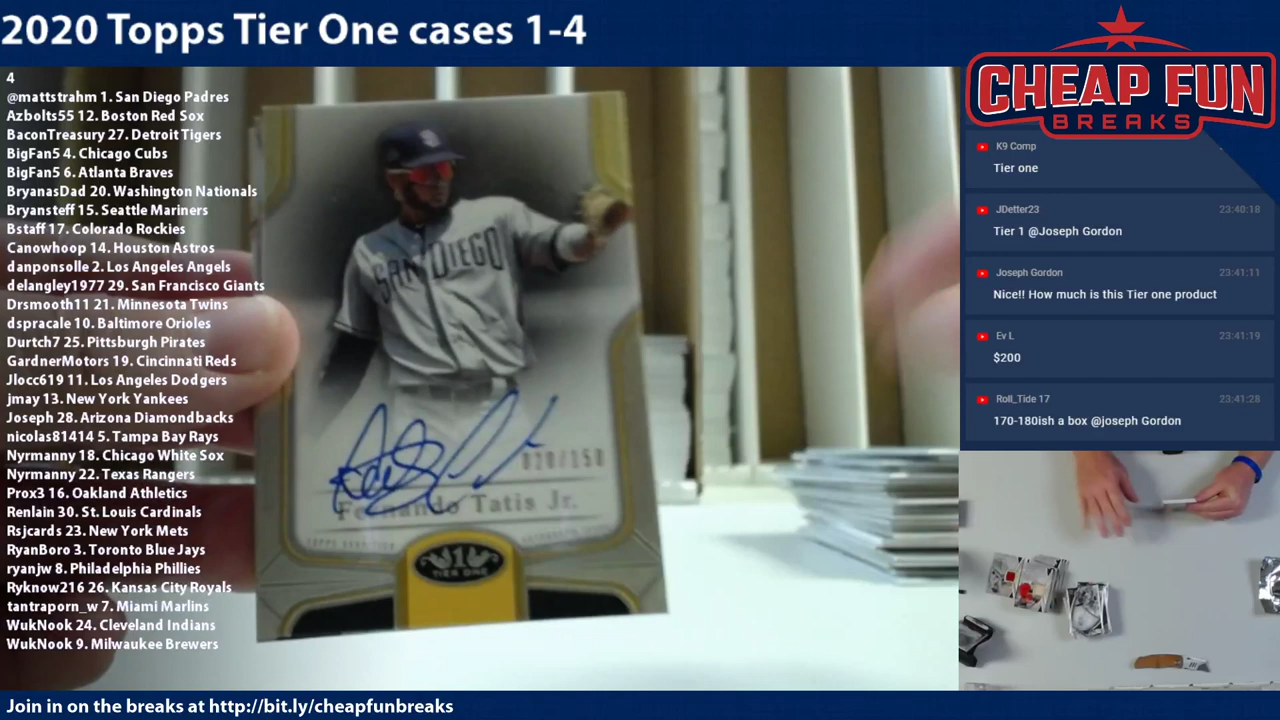 2020 Topps Tier One cases 1-4
4
@mattstrahm 1. San Diego Padres
Azbolts55 12. Boston Red Sox
BaconTreasury 27. Detroit Tigers
BigFan5 4. Chicago Cubs
BigFan5 6. Atlanta Braves
BryanasDad 20. Washington Nationals
Bryansteff 15. Seattle Mariners
Bstaff 17. Colorado Rockies
Canowhoop 14. Houston Astros
danponsolle 2. Los Angeles Angels
delangley1977 29. San Francisco Giants
Drsmooth11 21. Minnesota Twins
dspracale 10. Baltimore Orioles
Durtch7 25. Pittsburgh Pirates
GardnerMotors 19. Cincinnati Reds
Jlocc619 11. Los Angeles Dodgers
jmay 13. New York Yankees
Joseph 28. Arizona Diamondbacks
nicolas81414 5. Tampa Bay Rays
Nyrmanny 18. Chicago White Sox
Nyrmanny 22. Texas Rangers
Prox3 16. Oakland Athletics
Renlain 30. St. Louis Cardinals
Rsjcards 23. New York Mets
RyanBoro 3. Toronto Blue Jays
ryanjw 8. Philadelphia Phillies
Ryknow216 26. Kansas City Royals
tantraporn_w 7. Miami Marlins
WukNook 24. Cleveland Indians
WukNook 9. Milwaukee Brewers
SAN DIEGO
020/150
Fernando Tatis Jr.
1
TIER ONE
CHEAP FUN
BREAKS
K9 Comp
Tier one
JDetter23 23:40:18
Tier 1 @Joseph Gordon
Joseph Gordon 23:41:11
Nice!! How much is this Tier one product
Ev L 23:41:19
$200
Roll_Tide 17 23:41:28
170-180ish a box @joseph Gordon
Join in on the breaks at http://bit.ly/cheapfunbreaks